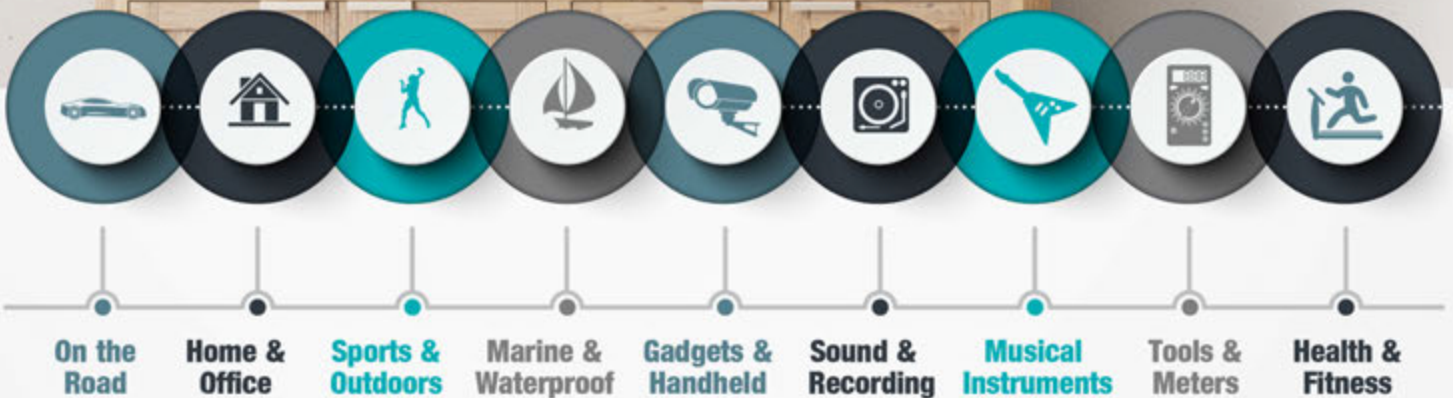 On the
Road
Home &
Office
Sports &
Outdoors
Marine &
Waterproof
Gadgets &
Handheld
Sound &
Recording
Musical
Instruments
Tools &
Meters
Health &
Fitness